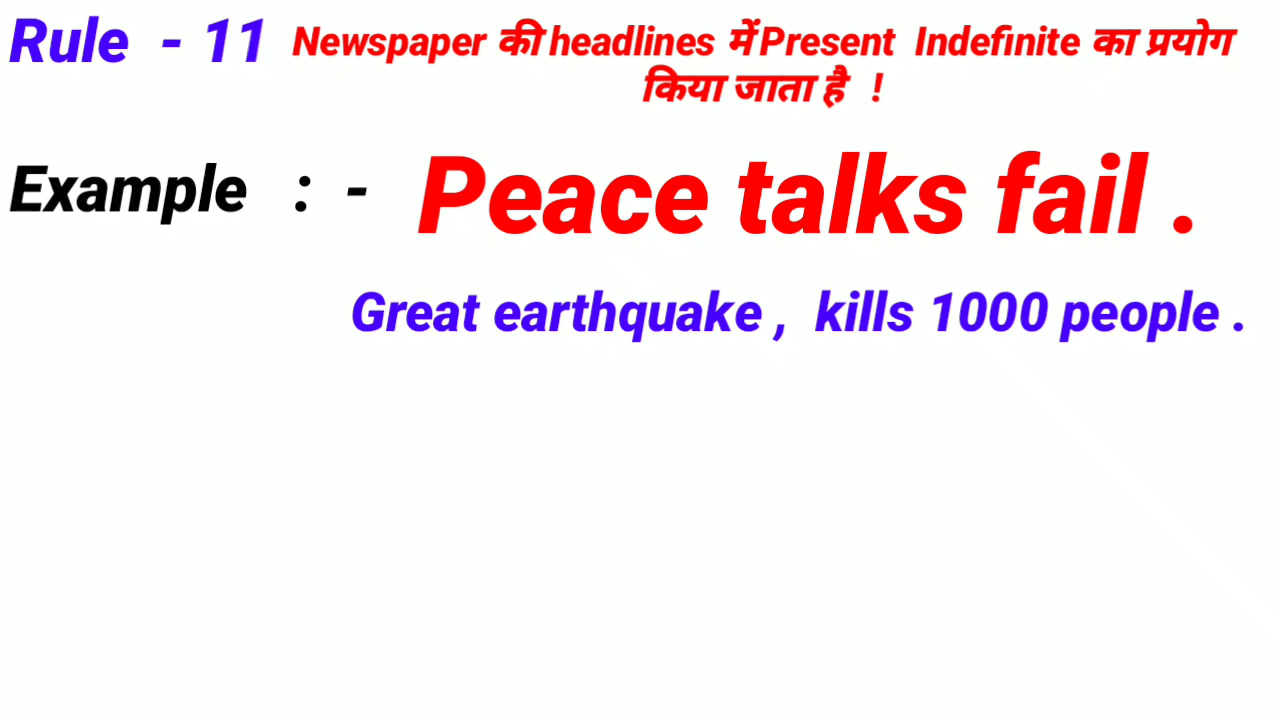 Rule - 11 Newspaper की headlines में Present Indefinite का प्रयोग
किया जाता है !
Example : - Peace talks fail .
Great earthquake , kills 1000 people .